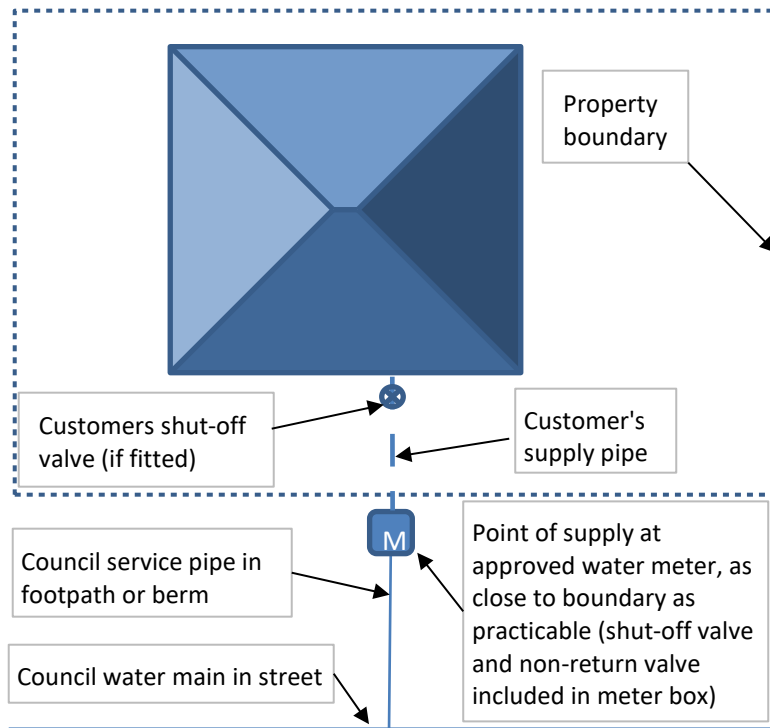 Property
boundary
Customers shut-off
valve (if fitted)
Customer's
supply pipe
M
Council service pipe in
footpath or berm
Point of supply at
approved water meter, as
close to boundary as
practicable (shut-off valve
and non-return valve
included in meter box)
Council water main in street